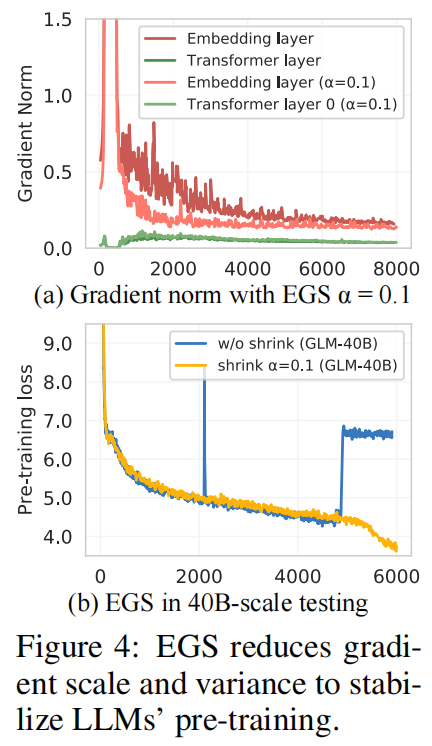 1.5
1.0
0.5
0.0
Gradient Norm
Embedding layer
Transformer layer
Embedding layer (α=0.1)
Transformer layer 0 (α=0.1)
0 2000 4000 6000 8000
(a) Gradient norm with EGS α = 0.1
9.0
8.0
7.0
6.0
5.0
4.0
Pre-training loss
w/o shrink (GLM-40B)
shrink α=0.1 (GLM-40B)
0 2000 4000 6000
(b) EGS in 40B-scale testing
Figure 4: EGS reduces gradi-
ent scale and variance to stabi-
lize LLMs' pre-training.